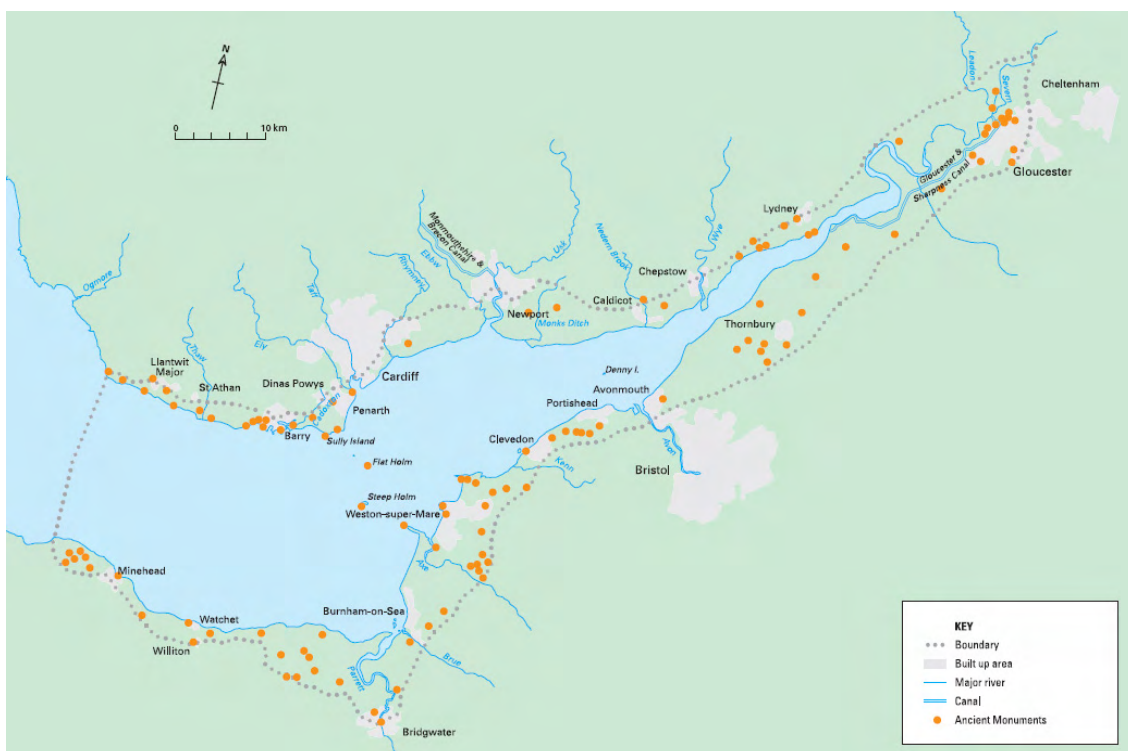 N
0 10 km
Leadon
Severn
Cheltenham
Gloucester &
Sharpness Canal
Gloucester
Lydney
Wye
Monmouthshire &
Brecon Canal
Usk
Ebbw
Rhymney
Nedern Brook
Chepstow
Caldicot
Ogmore
Taff
Newport
Monks Ditch
Thornbury
Ely
Thaw
Llantwit
Major
St Athan
Dinas Powys
Cardiff
Denny I.
Avonmouth
Portishead
Penarth
Barry
Sully Island
Clevedon
Avon
Kenn
Bristol
Flat Holm
Steep Holm
Weston-super-Mare
Axe
Minehead
Burnham-on-Sea
Watchet
Williton
Brue
Parrett
Bridgwater
KEY
Boundary
Built up area
Major river
Canal
Ancient Monuments